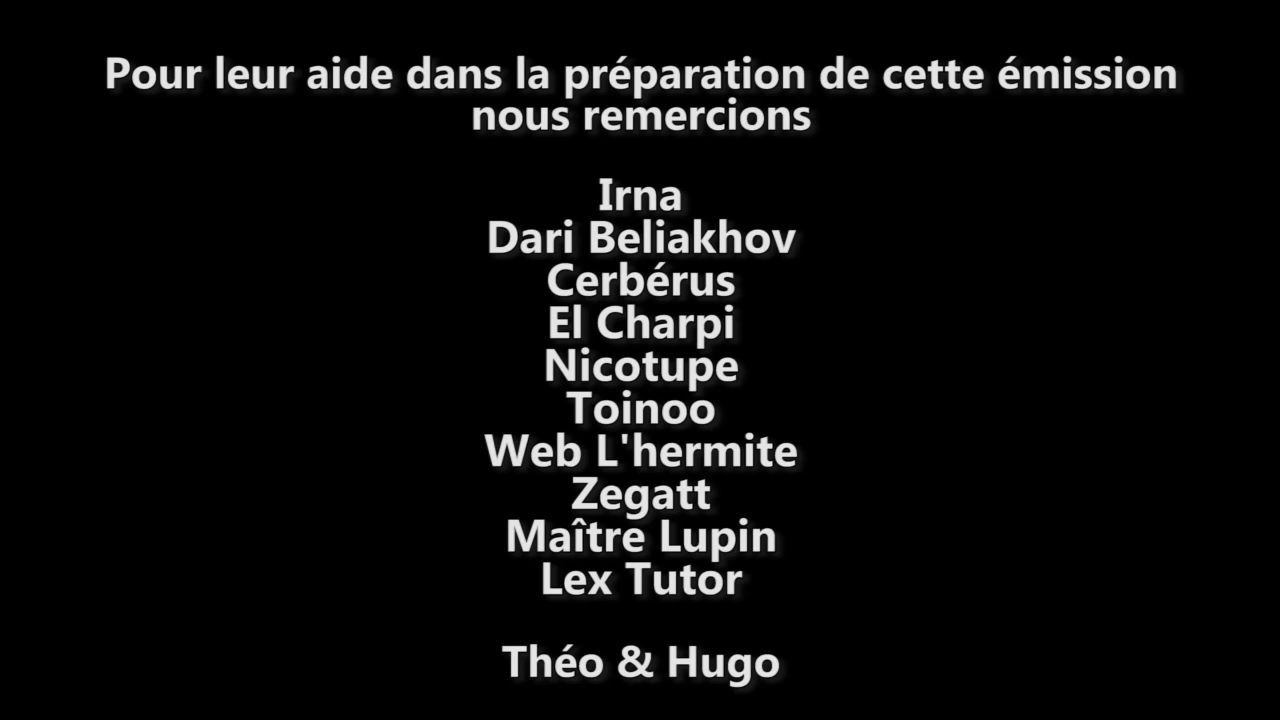 Pour leur aide dans la préparation de cette émission
nous remercions
Irna
Dari Beliakhov
Cerbérus
El Charpi
Nicotupe
Toinoo
Web L'hermite
Zegatt
Maître Lupin
Lex Tutor
Théo & Hugo